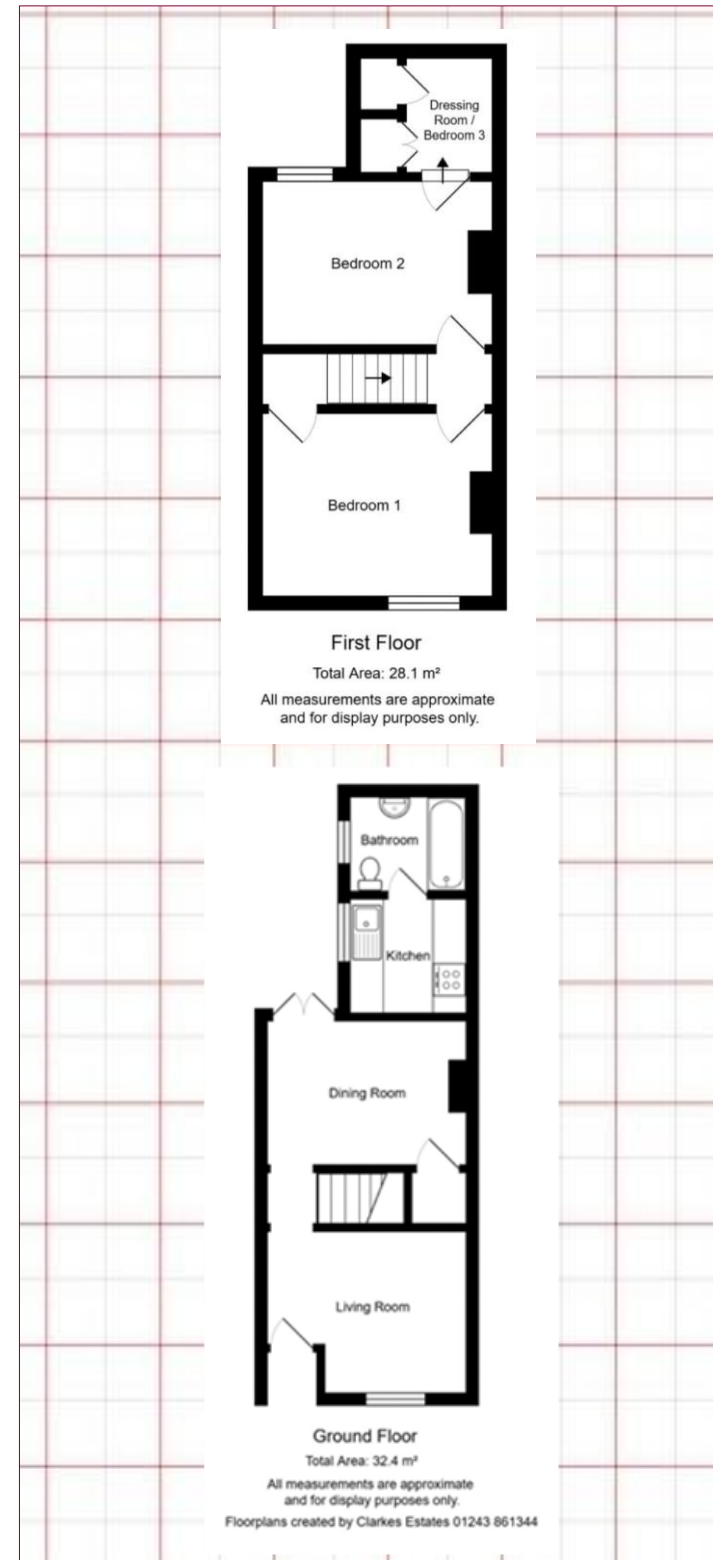 Dressing
Room /
Bedroom 3
Bedroom 2
Bedroom 1
First Floor
Total Area: 28.1 m²
All measurements are approximate
and for display purposes only.
Bathroom
Kitchen
Dining Room
Living Room
Ground Floor
Total Area: 32.4 m²
All measurements are approximate
and for display purposes only.
Floorplans created by Clarkes Estates 01243 861344